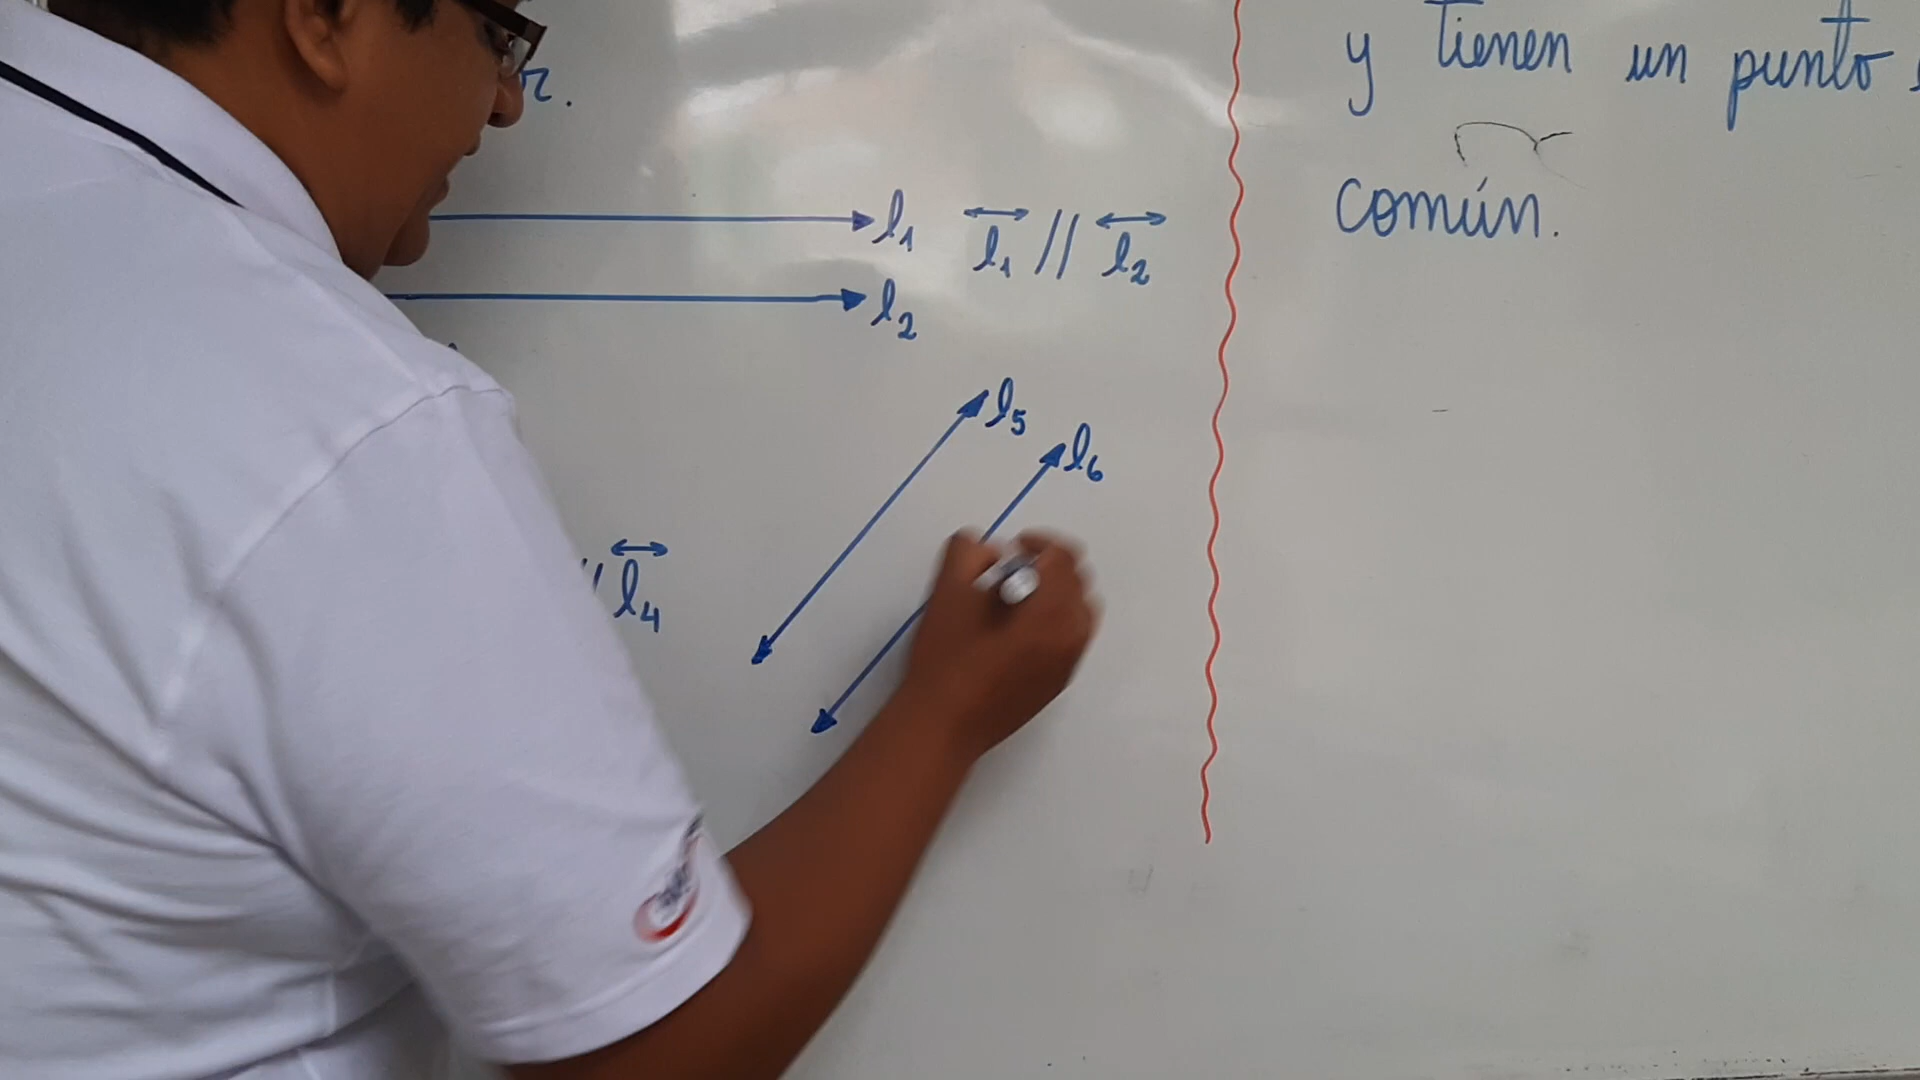 l₁ l₁ // l₂
l₂
l₅
l₆
// l₄
y tienen un punto
común.